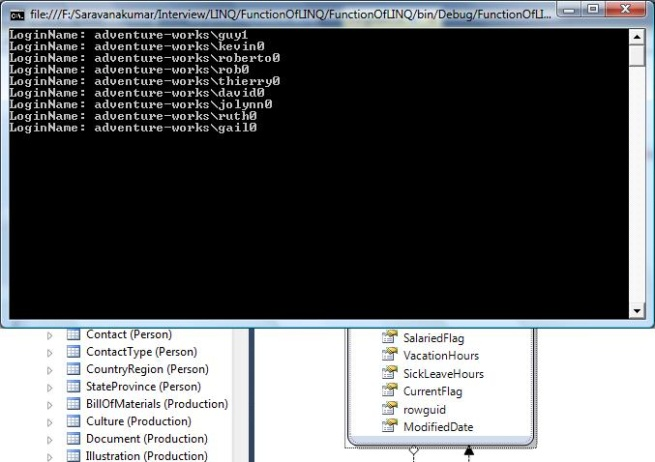 file:///F:/Saravanakumar/Interview/LINQ/FunctionOfLINQ/FunctionOfLINQ/bin/Debug/FunctionOfLI...
LoginName: adventure-works\guy1
LoginName: adventure-works\kevin0
LoginName: adventure-works\roberto0
LoginName: adventure-works\rob0
LoginName: adventure-works\thierry0
LoginName: adventure-works\david0
LoginName: adventure-works\jolynn0
LoginName: adventure-works\ruth0
LoginName: adventure-works\gail0
Contact (Person)
ContactType (Person)
CountryRegion (Person)
StateProvince (Person)
BillOfMaterials (Production)
Culture (Production)
Document (Production)
Illustration (Production)
SalariedFlag
VacationHours
SickLeaveHours
CurrentFlag
rowguid
ModifiedDate